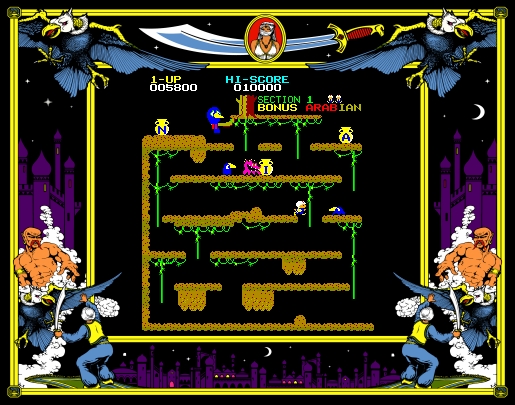 1-UP HI-SCORE
005800 010000
SECTION 1
BONUS ARABIAN
N
A
I